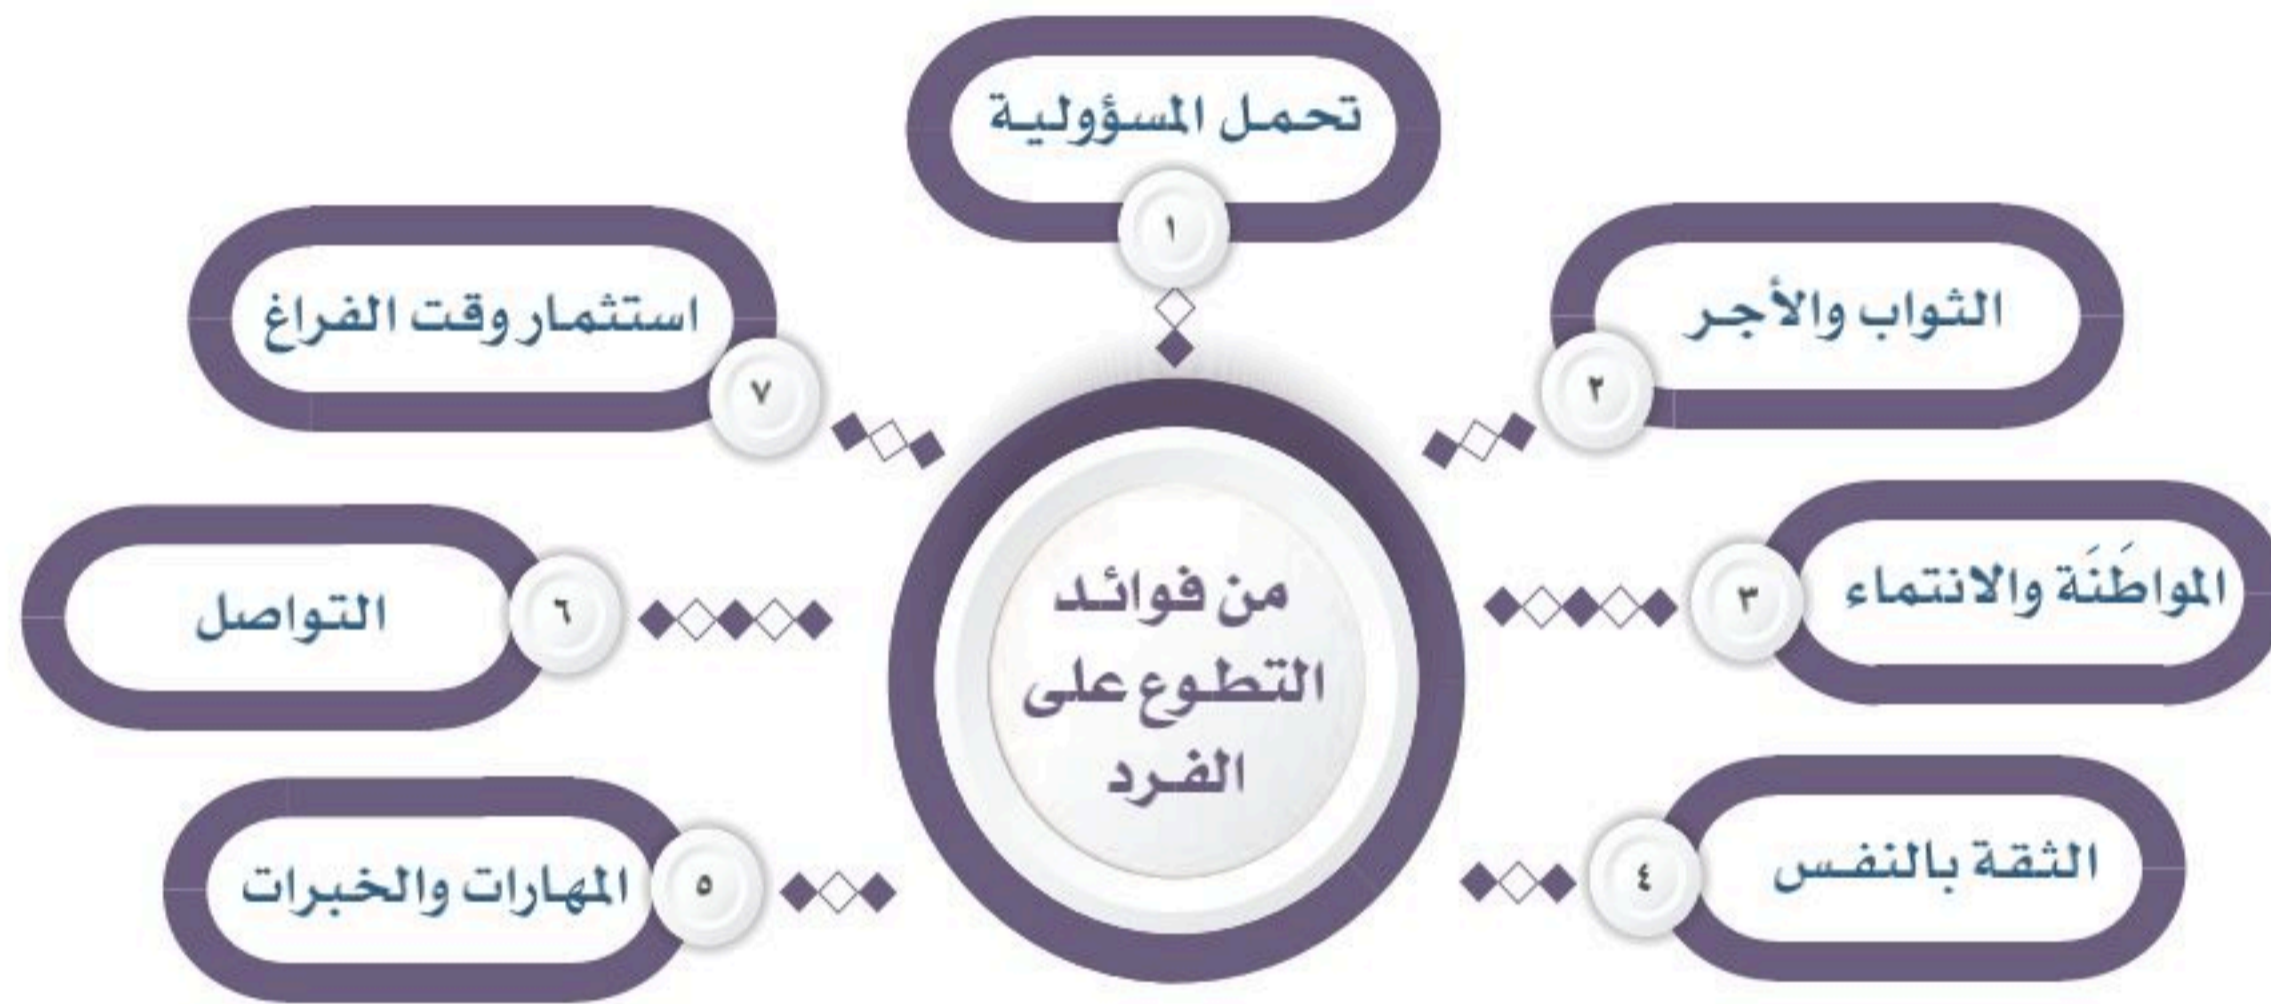 من فوائد
التطوع على
الفرد
تحمل المسؤولية
١
الثواب والأجر
٢
المواطَنَة والانتماء
٣
الثقة بالنفس
٤
المهارات والخبرات
٥
التواصل
٦
استثمار وقت الفراغ
٧